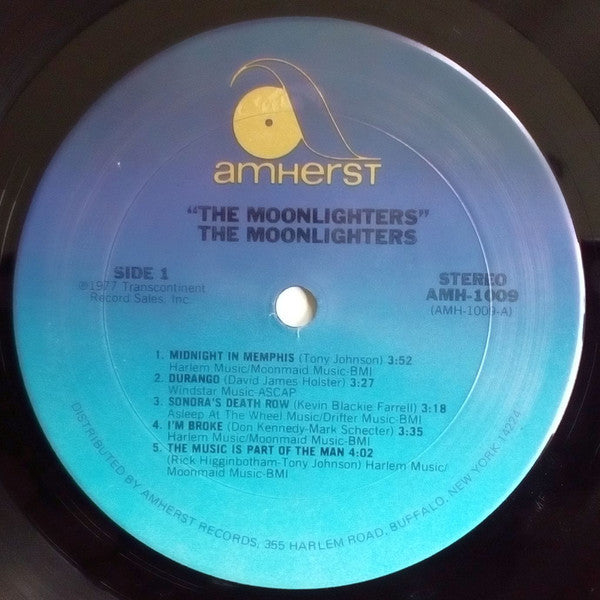 amHersT
"THE MOONLIGHTERS"
THE MOONLIGHTERS
SIDE 1
℗1977 Transcontinent
Record Sales, Inc.
STEREO
AMH-1009
(AMH-1009-A)
1. MIDNIGHT IN MEMPHIS (Tony Johnson) 3:52
Harlem Music/Moonmaid Music-BMI
2. DURANGO (David James Holster) 3:27
Windstar Music-ASCAP
3. SONORA'S DEATH ROW (Kevin Blackie Farrell) 3:18
Asleep At The Wheel Music/Drifter Music-BMI
4. I'M BROKE (Don Kennedy-Mark Schecter) 3:35
Harlem Music/Moonmaid Music-BMI
5. THE MUSIC IS PART OF THE MAN 4:02
(Rick Higginbotham-Tony Johnson) Harlem Music/
Moonmaid Music-BMI
DISTRIBUTED BY AMHERST RECORDS, 355 HARLEM ROAD, BUFFALO, NEW YORK 14224